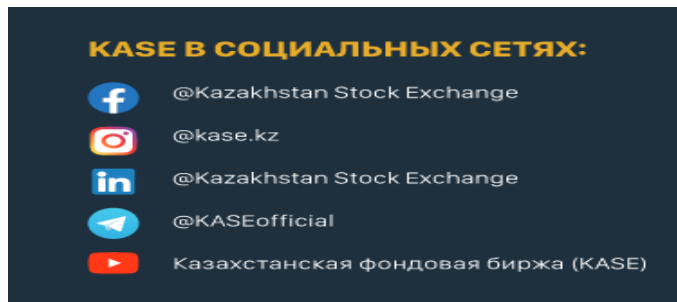 KASE В СОЦИАЛЬНЫХ СЕТЯХ:
@Kazakhstan Stock Exchange
@kase.kz
@Kazakhstan Stock Exchange
@KASEofficial
Казахстанская фондовая биржа (KASE)